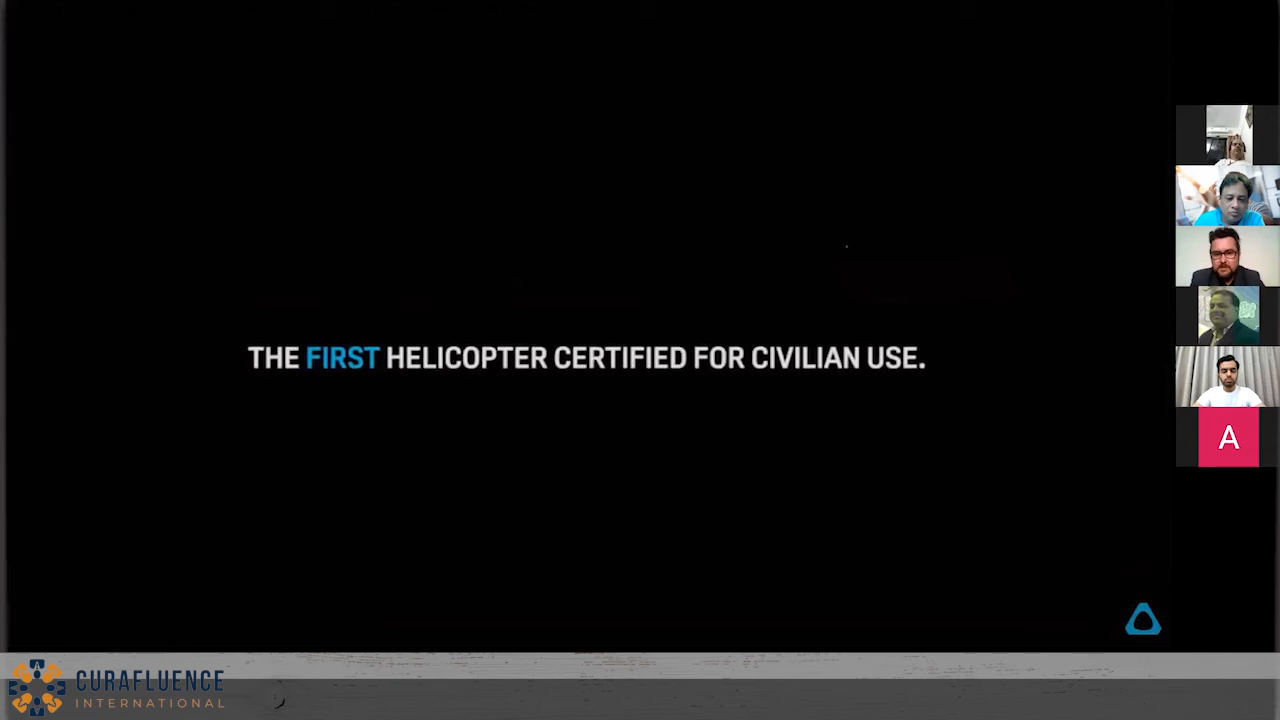 THE FIRST HELICOPTER CERTIFIED FOR CIVILIAN USE.
A
CURAFLUENCE
INTERNATIONAL